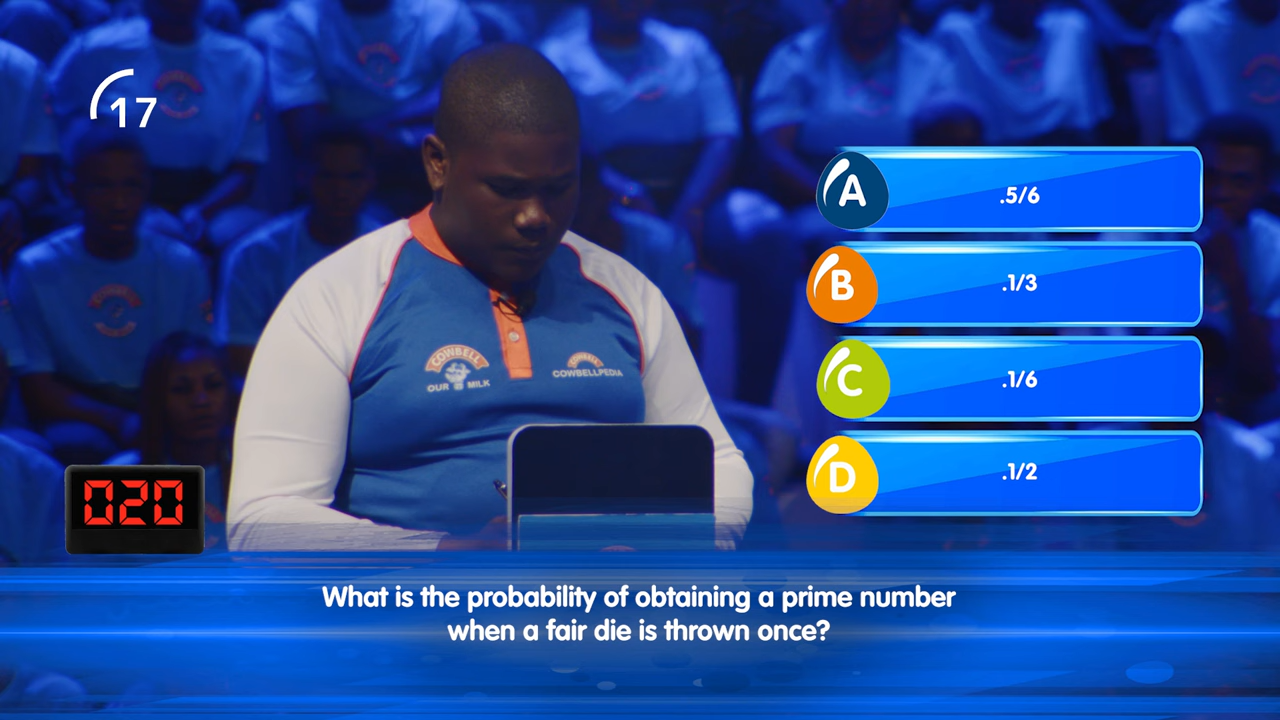 17
A
.5/6
B
.1/3
C
.1/6
D
.1/2
COWBELL
OUR MILK
COWBELLPEDIA
020
What is the probability of obtaining a prime number
when a fair die is thrown once?